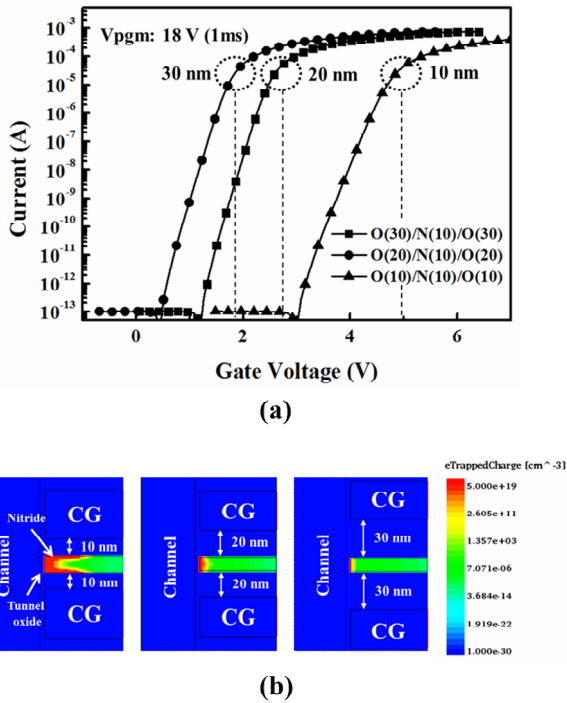 (a)
Vpgm: 18 V (1ms)
30 nm
20 nm
10 nm
10⁻³
10⁻⁴
10⁻⁵
10⁻⁶
10⁻⁷
10⁻⁸
10⁻⁹
10⁻¹⁰
10⁻¹¹
10⁻¹²
10⁻¹³
Current (A)
O(30)/N(10)/O(30)
O(20)/N(10)/O(20)
O(10)/N(10)/O(10)
0 2 4 6
Gate Voltage (V)
(a)
Channel
Nitride
Tunnel
oxide
CG
10 nm
10 nm
CG
Channel
CG
20 nm
20 nm
CG
Channel
CG
30 nm
30 nm
CG
eTrappedCharge [cm^-3]
5.000e+19
2.605e+11
1.357e+03
7.071e-06
3.684e-14
1.919e-22
1.000e-30
(b)